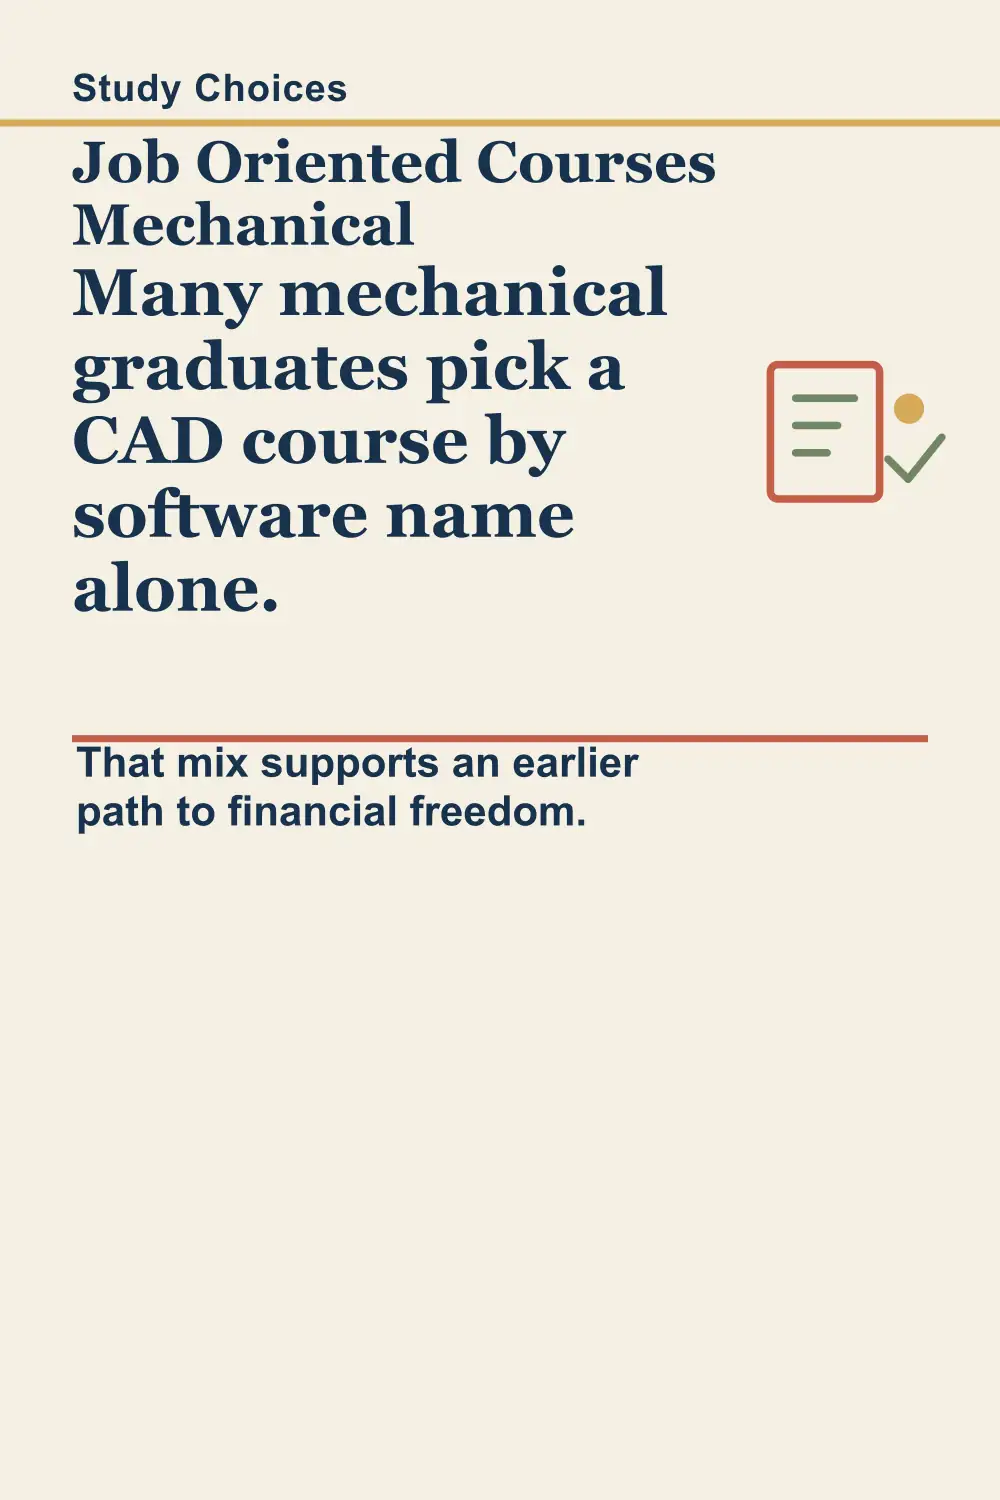 Study Choices
Job Oriented Courses
Mechanical
Many mechanical
graduates pick a
CAD course by
software name
alone.
That mix supports an earlier
path to financial freedom.